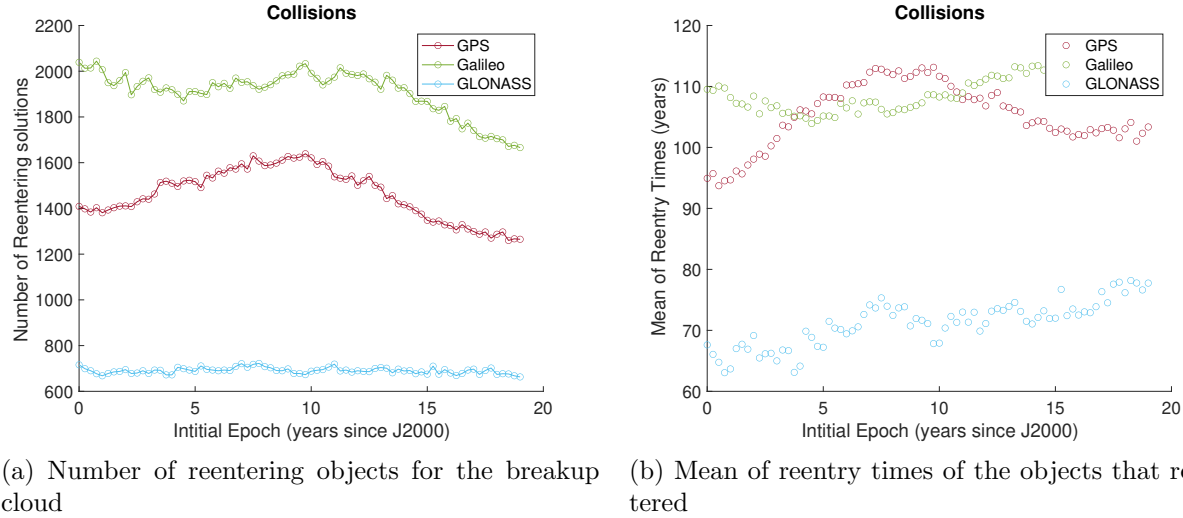 Collisions
2200
2000
1800
1600
1400
1200
1000
800
600
0
5
10
15
20
Number of Reentering solutions
Intitial Epoch (years since J2000)
GPS
Galileo
GLONASS
(a) Number of reentering objects for the breakup
cloud
Collisions
120
110
100
90
80
70
60
0
5
10
15
20
Mean of Reentry Times (years)
Intitial Epoch (years since J2000)
GPS
Galileo
GLONASS
(b) Mean of reentry times of the objects that re
tered